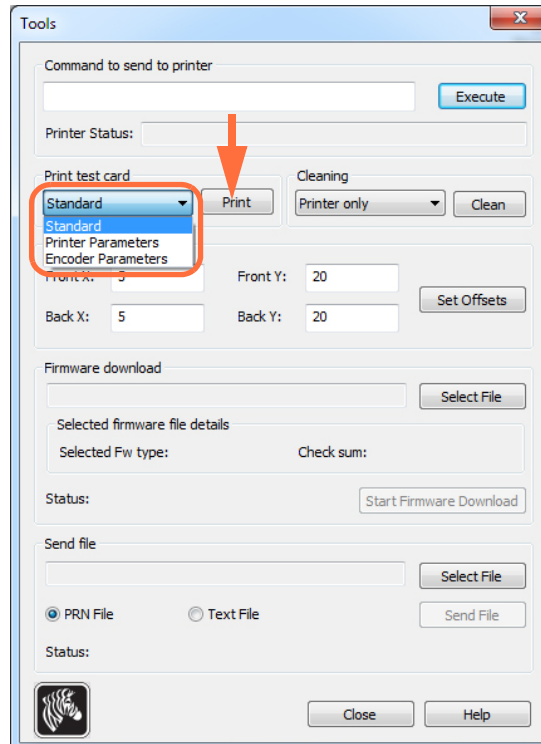 Tools
Command to send to printer
Execute
Printer Status:
Print test card
Cleaning
Standard
Print
Printer only
Clean
Standard
Printer Parameters
Encoder Parameters
Front X: 5 Front Y: 20
Set Offsets
Back X: 5 Back Y: 20
Firmware download
Select File
Selected firmware file details
Selected Fw type: Check sum:
Status:
Start Firmware Download
Send file
Select File
PRN File
Text File
Send File
Status:
Close
Help